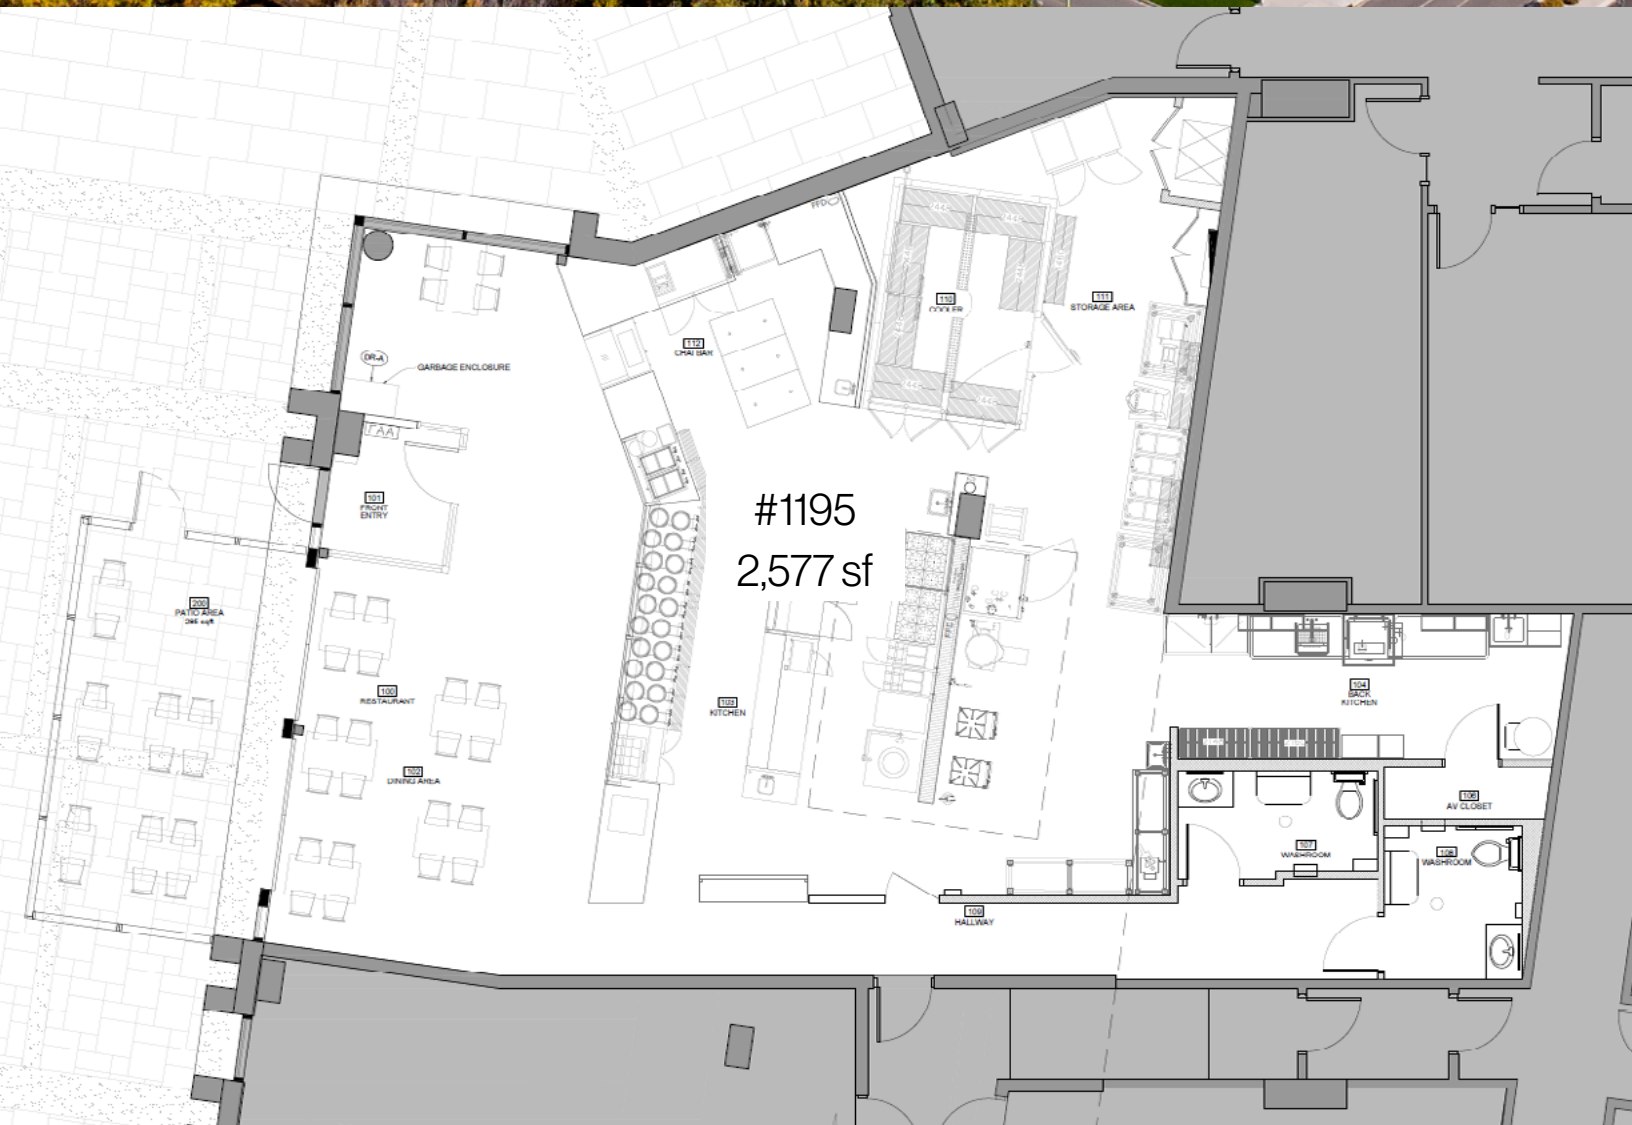 110
COOLER
111
STORAGE AREA
112
CHAI BAR
DR-A
GARBAGE ENCLOSURE
101
FRONT
ENTRY
#1195
2,577 sf
200
PATIO AREA
100
RESTAURANT
103
KITCHEN
102
DINING AREA
104
BACK
KITCHEN
106
AV CLOSET
107
WASHROOM
108
WASHROOM
109
HALLWAY